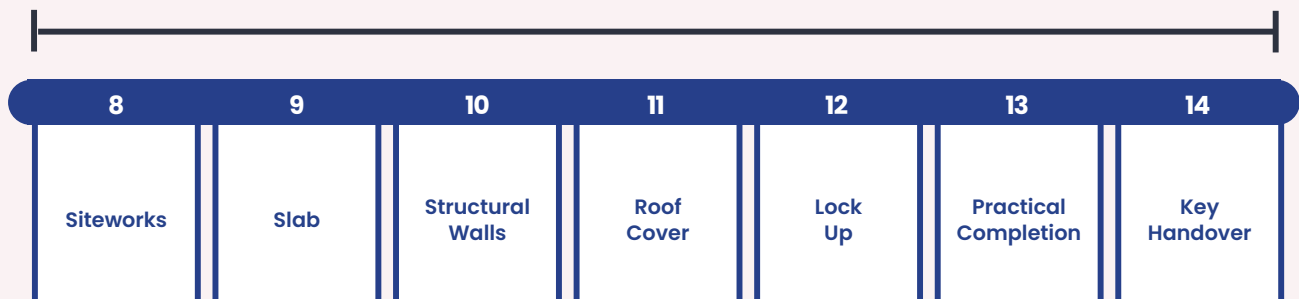 8 9 10 11 12 13 14
Siteworks
Slab
Structural
Walls
Roof
Cover
Lock
Up
Practical
Completion
Key
Handover